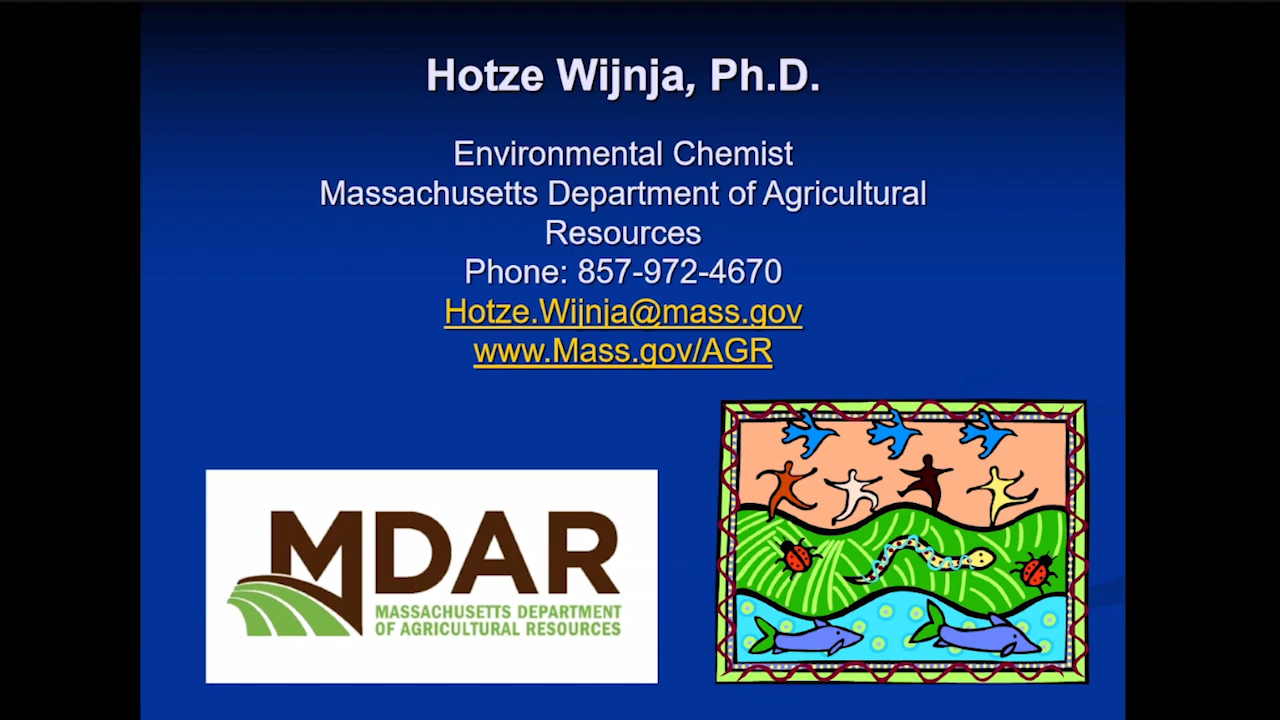 Hotze Wijnja, Ph.D.
Environmental Chemist
Massachusetts Department of Agricultural
Resources
Phone: 857-972-4670
Hotze.Wijnja@mass.gov
www.Mass.gov/AGR
MDAR
MASSACHUSETTS DEPARTMENT
OF AGRICULTURAL RESOURCES